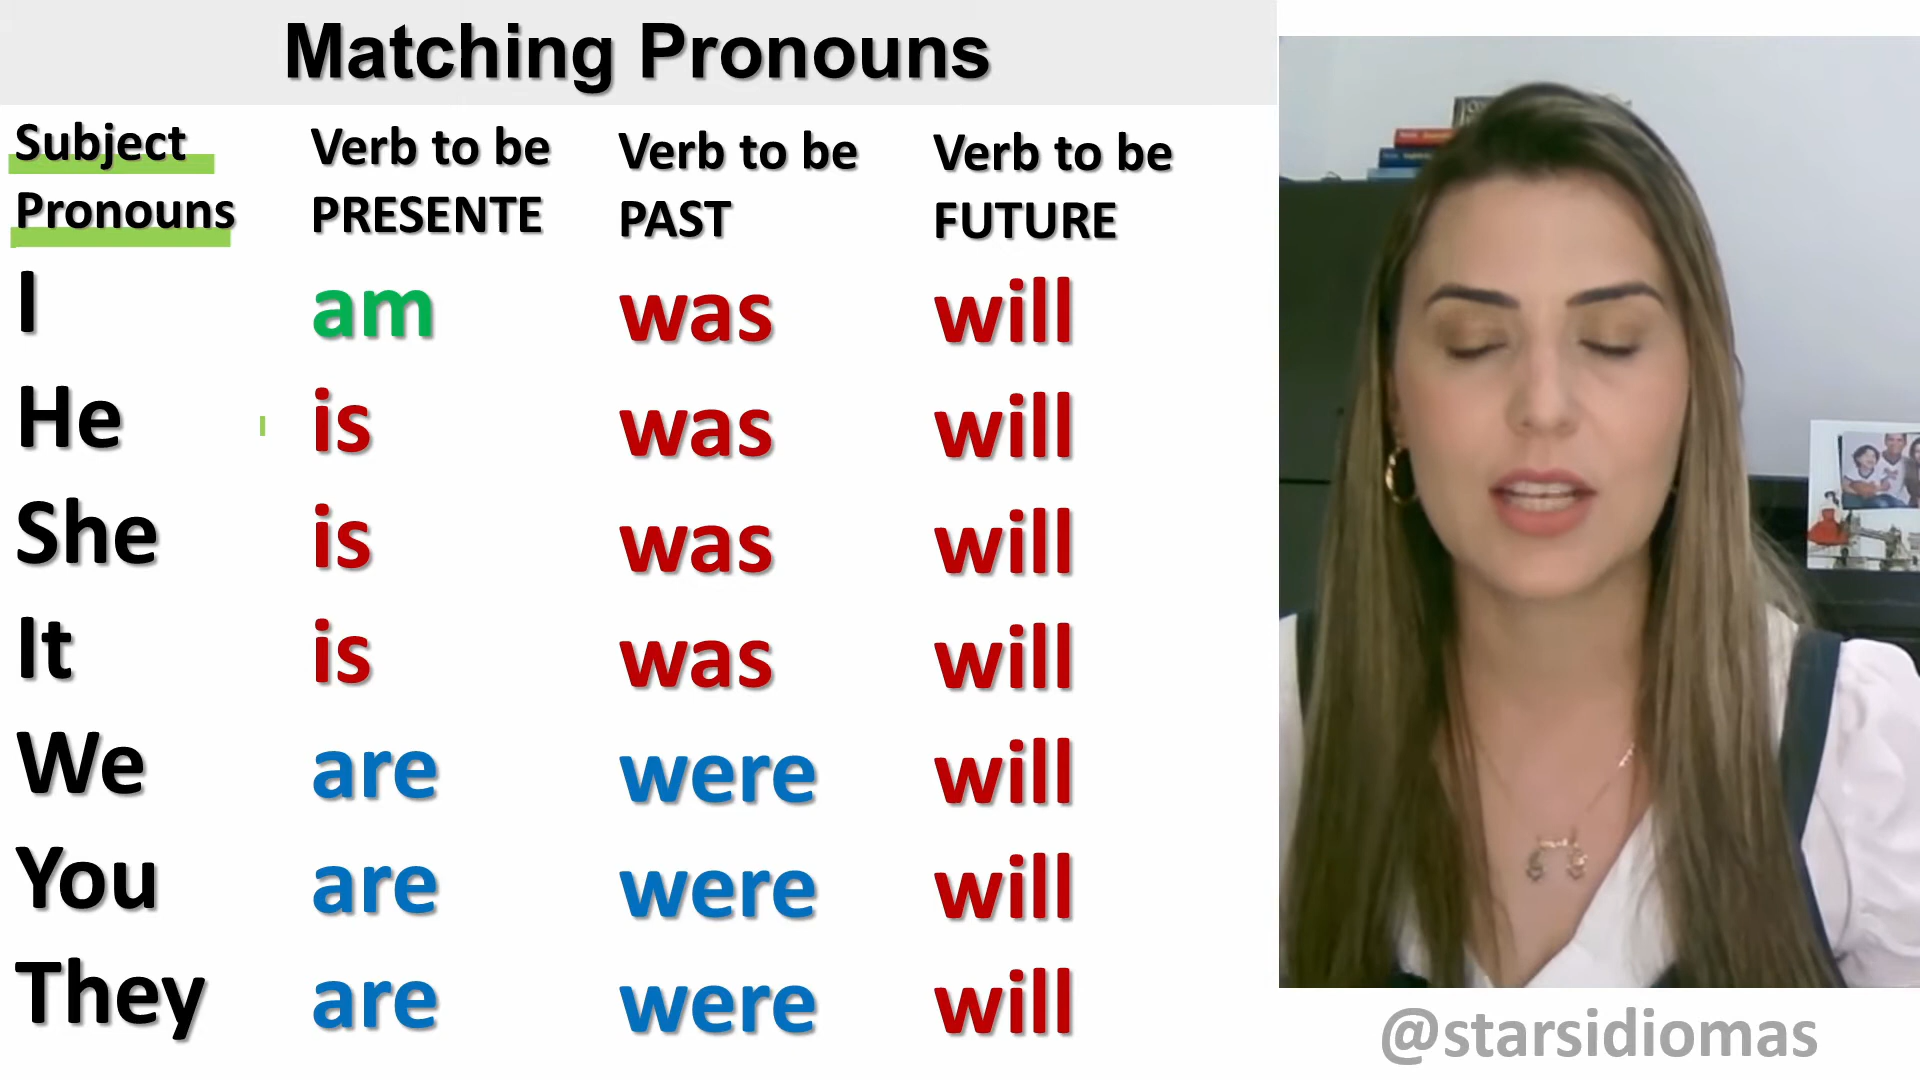 Matching Pronouns
Subject Pronouns
Verb to be PRESENTE
Verb to be PAST
Verb to be FUTURE
I am was will
He is was will
She is was will
It is was will
We are were will
You are were will
They are were will
@starsidiomas